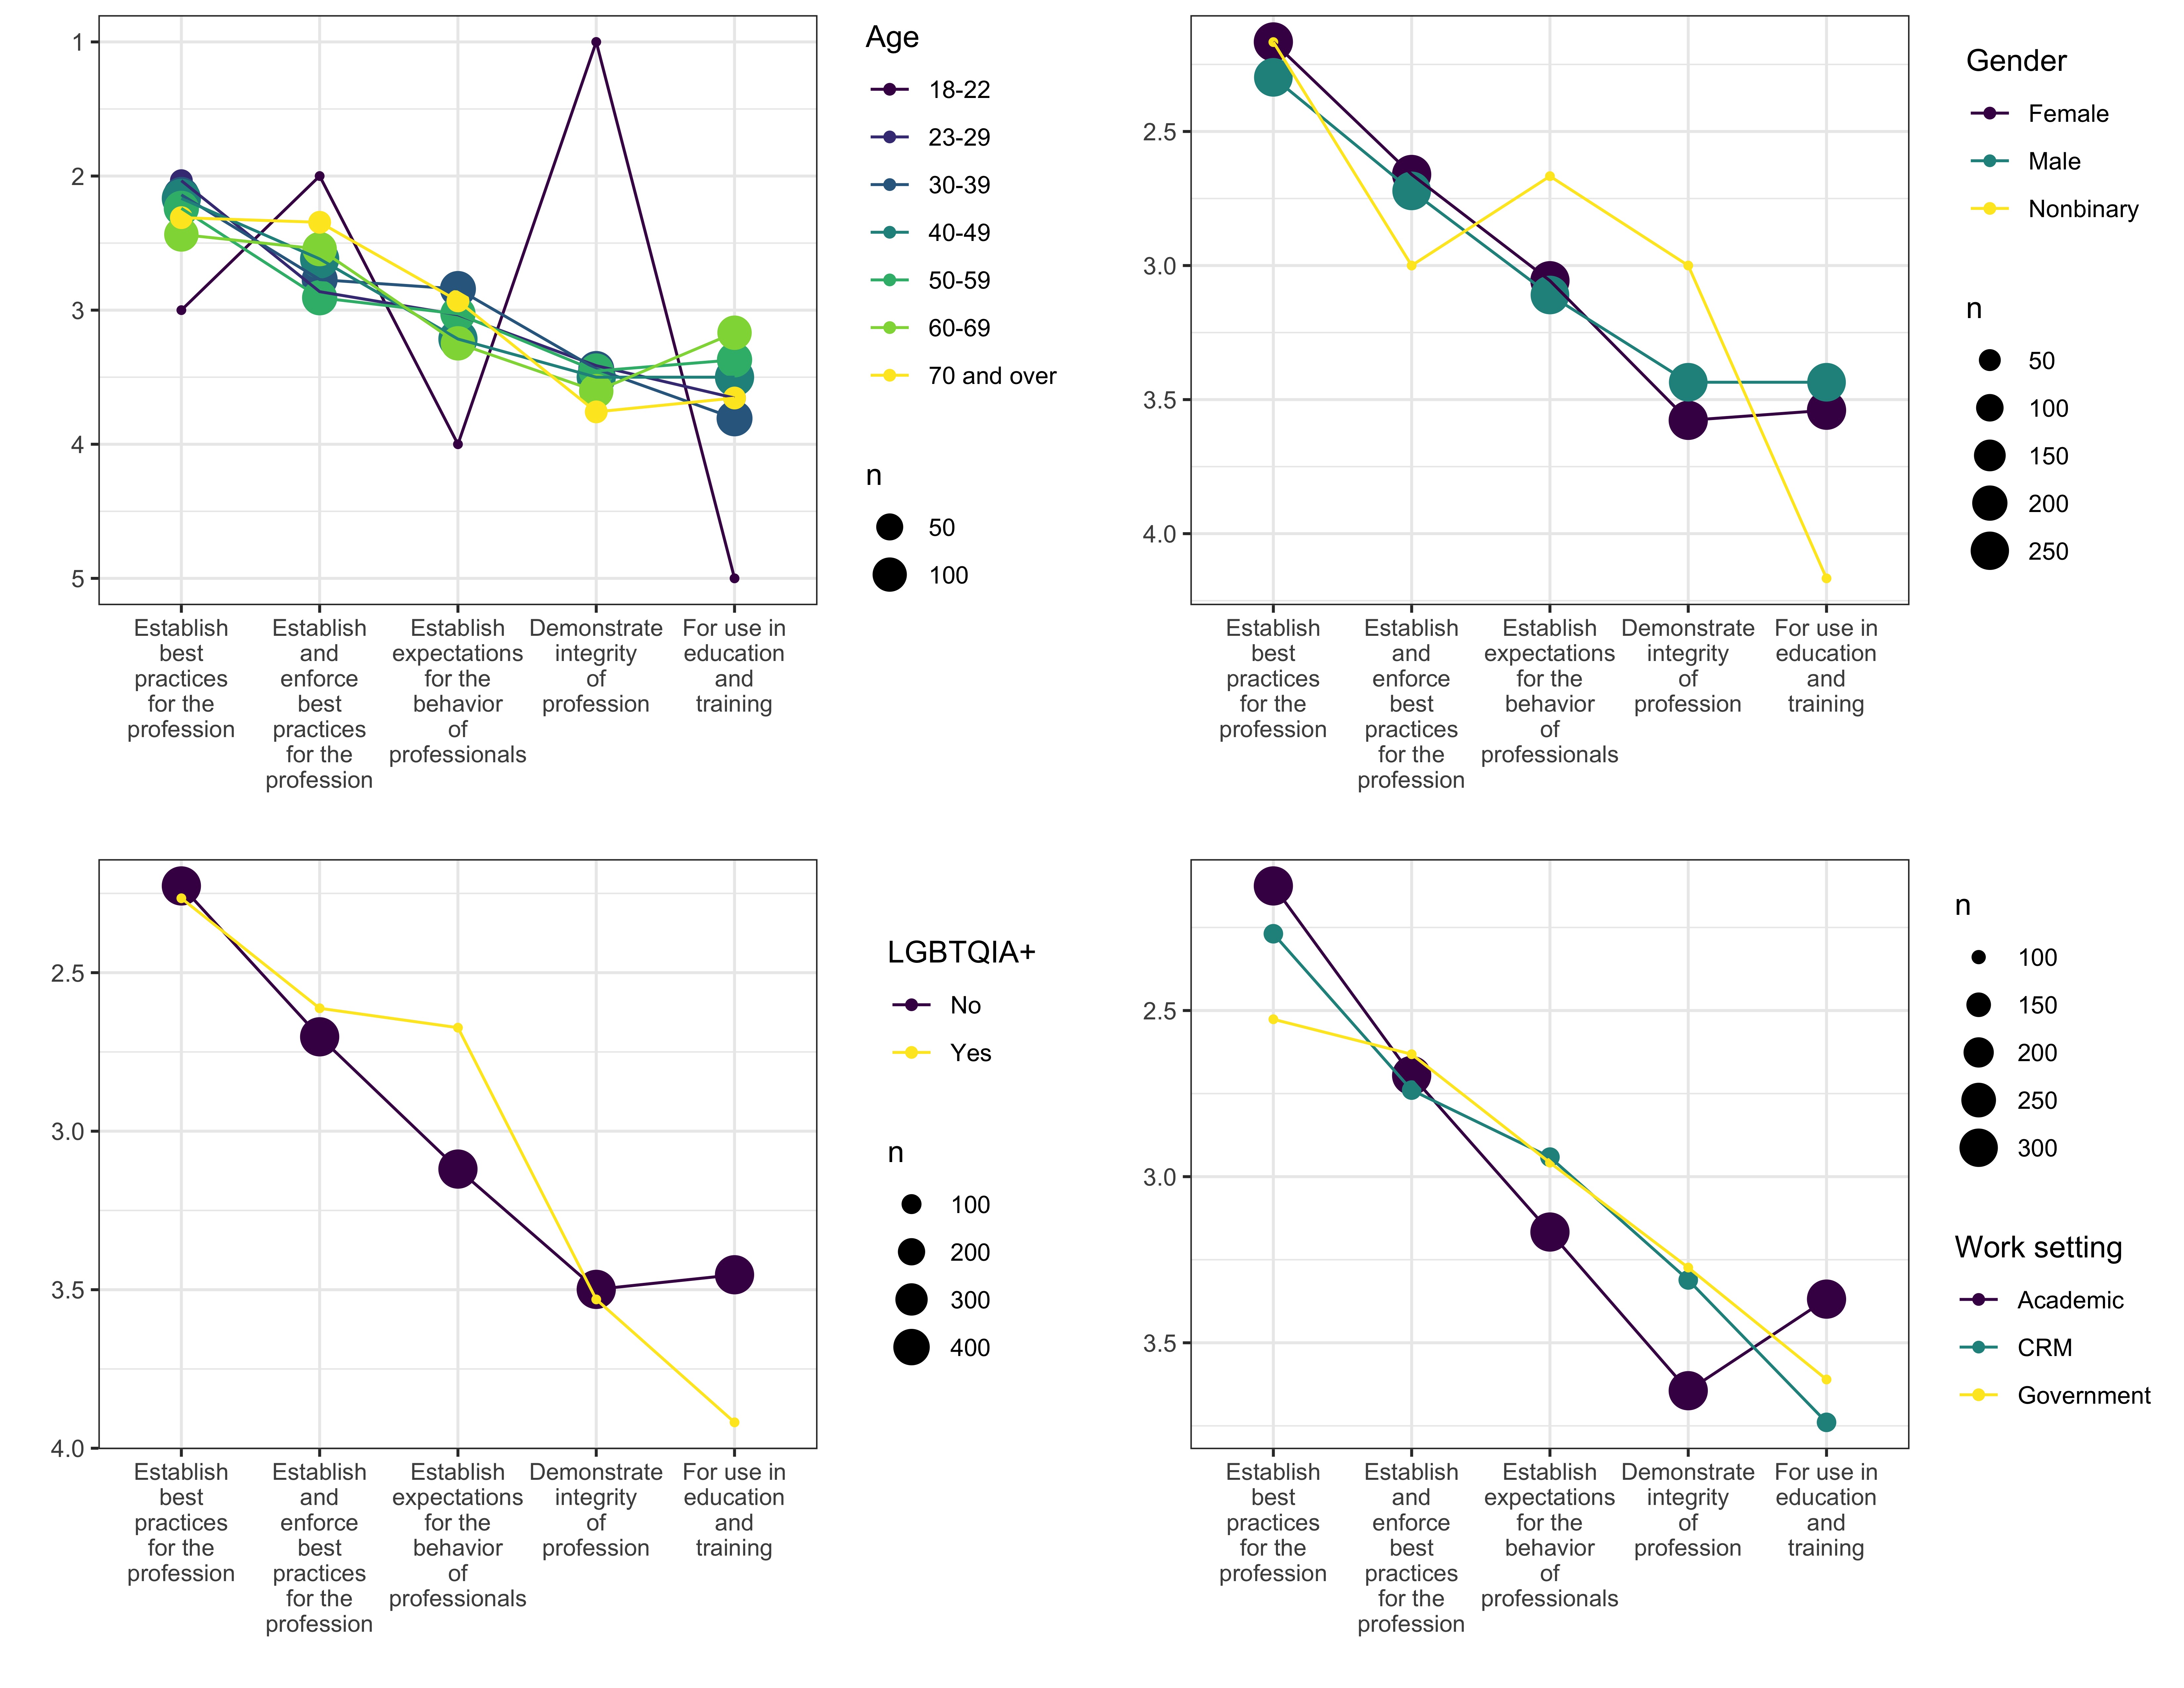 1
2
3
4
5
Establish
best
practices
for the
profession
Establish
and
enforce
best
practices
for the
profession
Establish
expectations
for the
behavior
of
professionals
Demonstrate
integrity
of
profession
For use in
education
and
training
Age
18-22
23-29
30-39
40-49
50-59
60-69
70 and over
n
50
100
2.5
3.0
3.5
4.0
Establish
best
practices
for the
profession
Establish
and
enforce
best
practices
for the
profession
Establish
expectations
for the
behavior
of
professionals
Demonstrate
integrity
of
profession
For use in
education
and
training
Gender
Female
Male
Nonbinary
n
50
100
150
200
250
2.5
3.0
3.5
4.0
Establish
best
practices
for the
profession
Establish
and
enforce
best
practices
for the
profession
Establish
expectations
for the
behavior
of
professionals
Demonstrate
integrity
of
profession
For use in
education
and
training
LGBTQIA+
No
Yes
n
100
200
300
400
2.5
3.0
3.5
Establish
best
practices
for the
profession
Establish
and
enforce
best
practices
for the
profession
Establish
expectations
for the
behavior
of
professionals
Demonstrate
integrity
of
profession
For use in
education
and
training
n
100
150
200
250
300
Work setting
Academic
CRM
Government